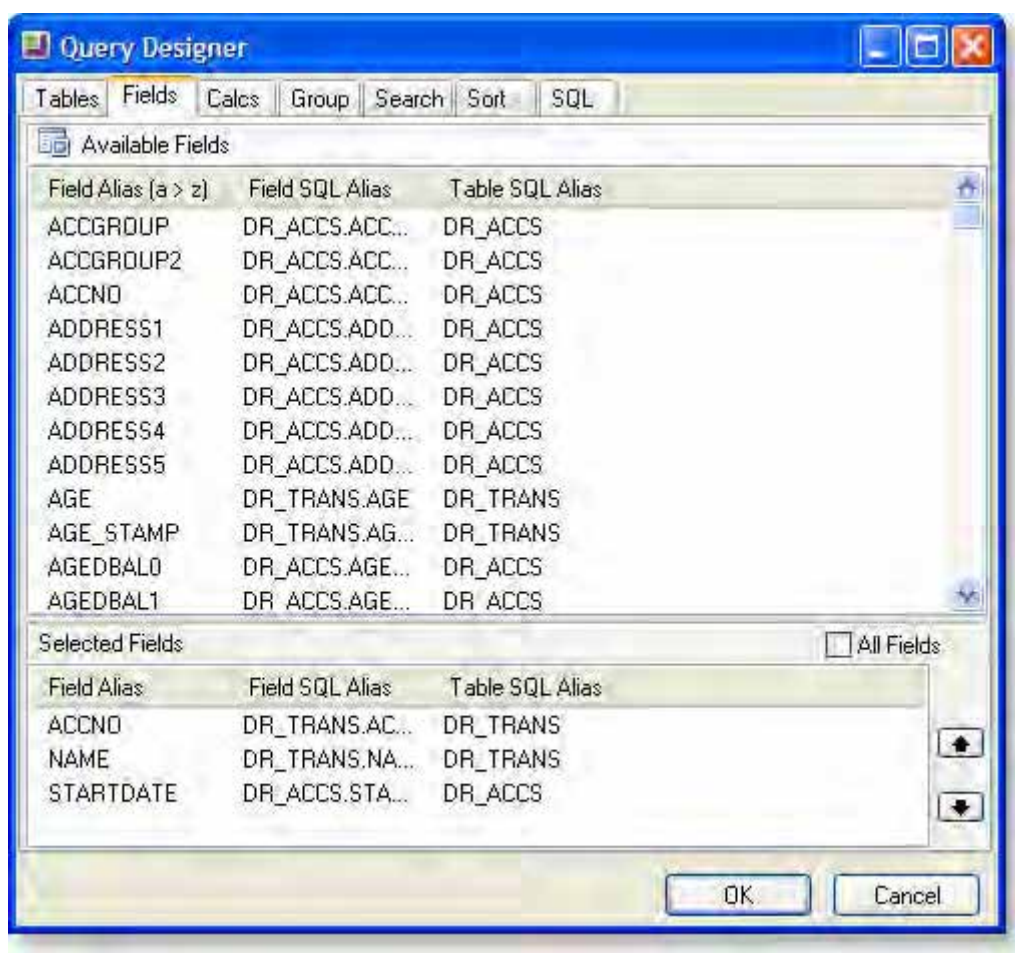 Query Designer
Tables Fields Calcs Group Search Sort SQL
Available Fields
Field Alias (a > z) Field SQL Alias Table SQL Alias
ACCGROUP DR_ACCS.ACC... DR_ACCS
ACCGROUP2 DR_ACCS.ACC... DR_ACCS
ACCNO DR_ACCS.ACC... DR_ACCS
ADDRESS1 DR_ACCS.ADD... DR_ACCS
ADDRESS2 DR_ACCS.ADD... DR_ACCS
ADDRESS3 DR_ACCS.ADD... DR_ACCS
ADDRESS4 DR_ACCS.ADD... DR_ACCS
ADDRESS5 DR_ACCS.ADD... DR_ACCS
AGE DR_TRANS.AGE DR_TRANS
AGE_STAMP DR_TRANS.AG... DR_TRANS
AGEDBAL0 DR_ACCS.AGE... DR_ACCS
AGEDBAL1 DR_ACCS.AGE... DR_ACCS
Selected Fields All Fields
Field Alias Field SQL Alias Table SQL Alias
ACCNO DR_TRANS.AC... DR_TRANS
NAME DR_TRANS.NA... DR_TRANS
STARTDATE DR_ACCS.STA... DR_ACCS
OK Cancel